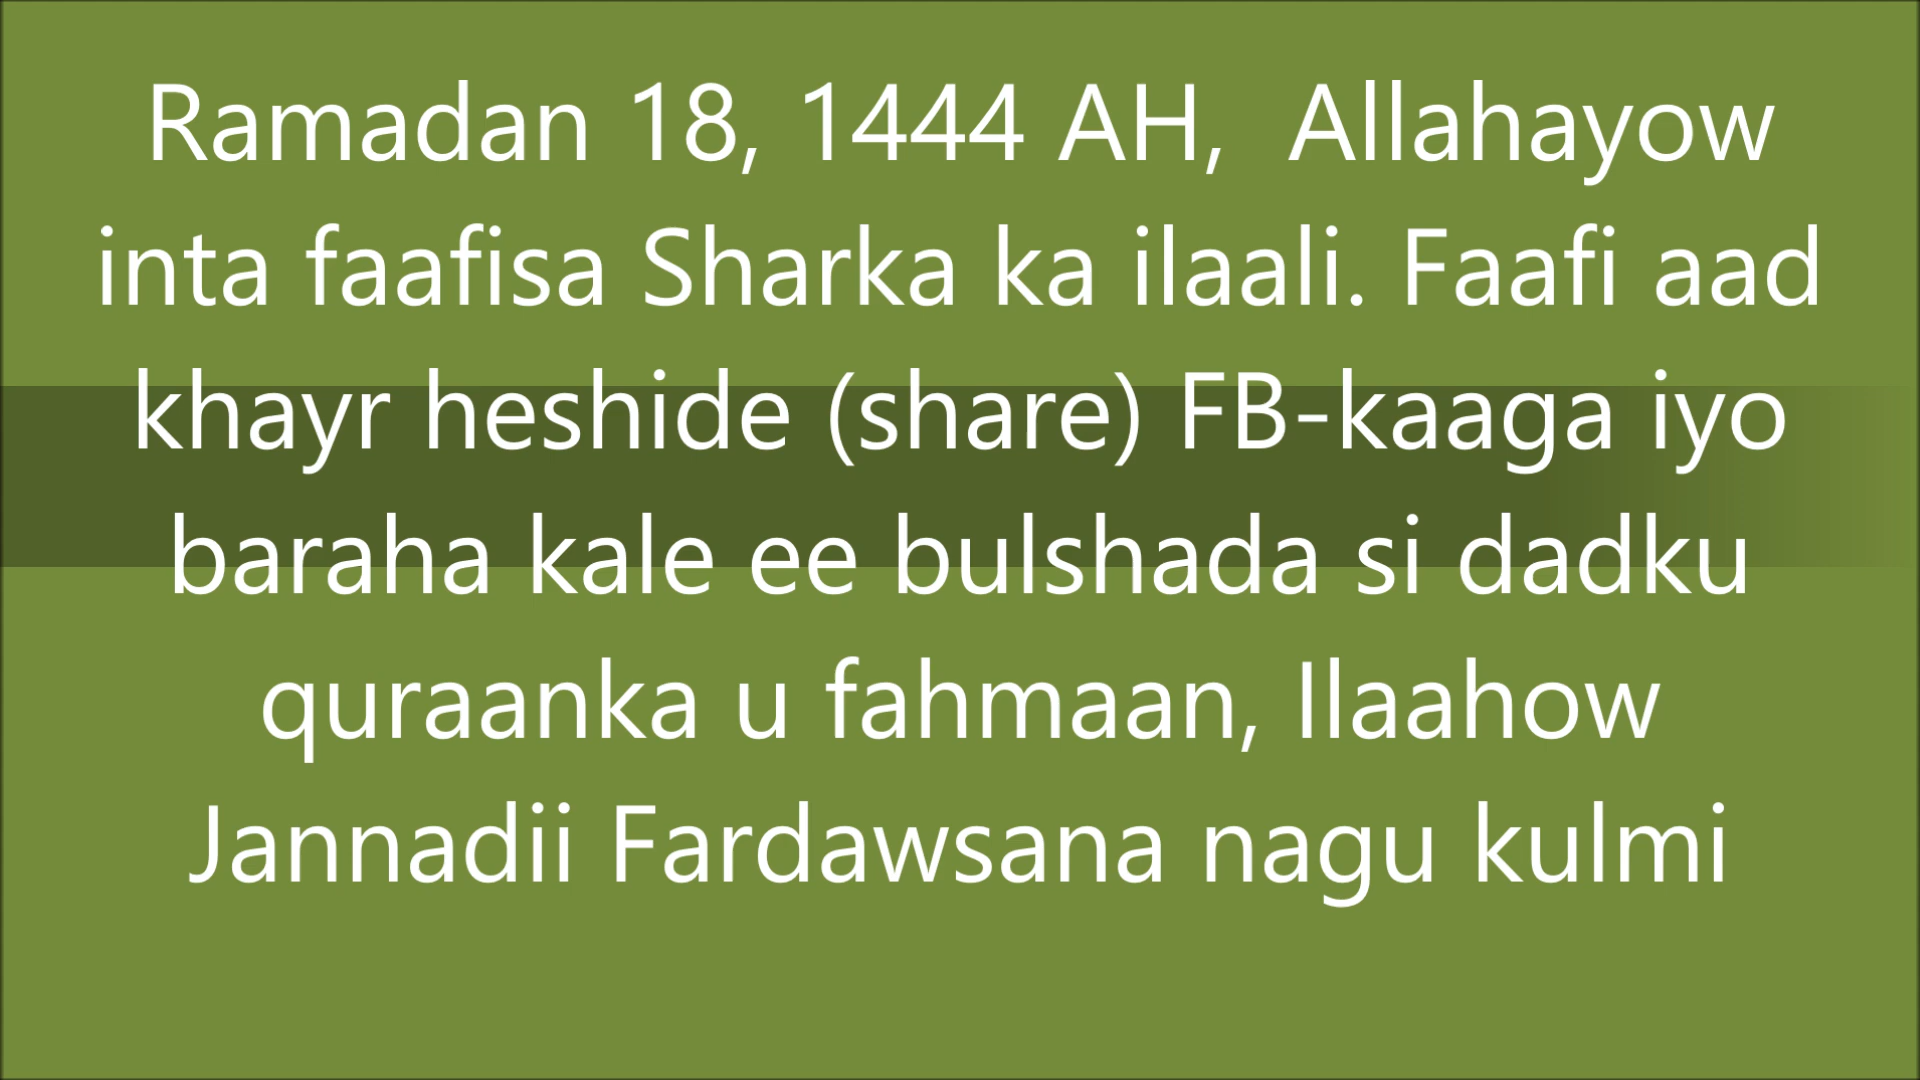 Ramadan 18, 1444 AH,  Allahayow
inta faafisa Sharka ka ilaali. Faafi aad
khayr heshide (share) FB-kaaga iyo
baraha kale ee bulshada si dadku
quraanka u fahmaan, Ilaahow
Jannadii Fardawsana nagu kulmi